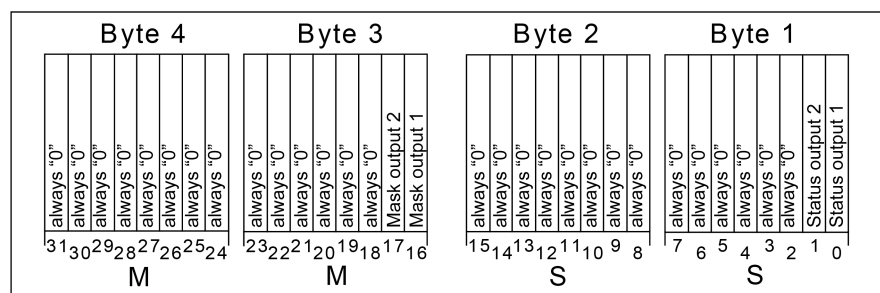 Byte 4 Byte 3 Byte 2 Byte 1
always “0” always “0” always “0” always “0” always “0” always “0” always “0” always “0” always “0” always “0” always “0” always “0” always “0” always “0” Mask output 2 Mask output 1 always “0” always “0” always “0” always “0” always “0” always “0” always “0” always “0” always “0” always “0” always “0” always “0” always “0” always “0” Status output 2 Status output 1
31 30 29 28 27 26 25 24 23 22 21 20 19 18 17 16 15 14 13 12 11 10 9 8 7 6 5 4 3 2 1 0
M M S S